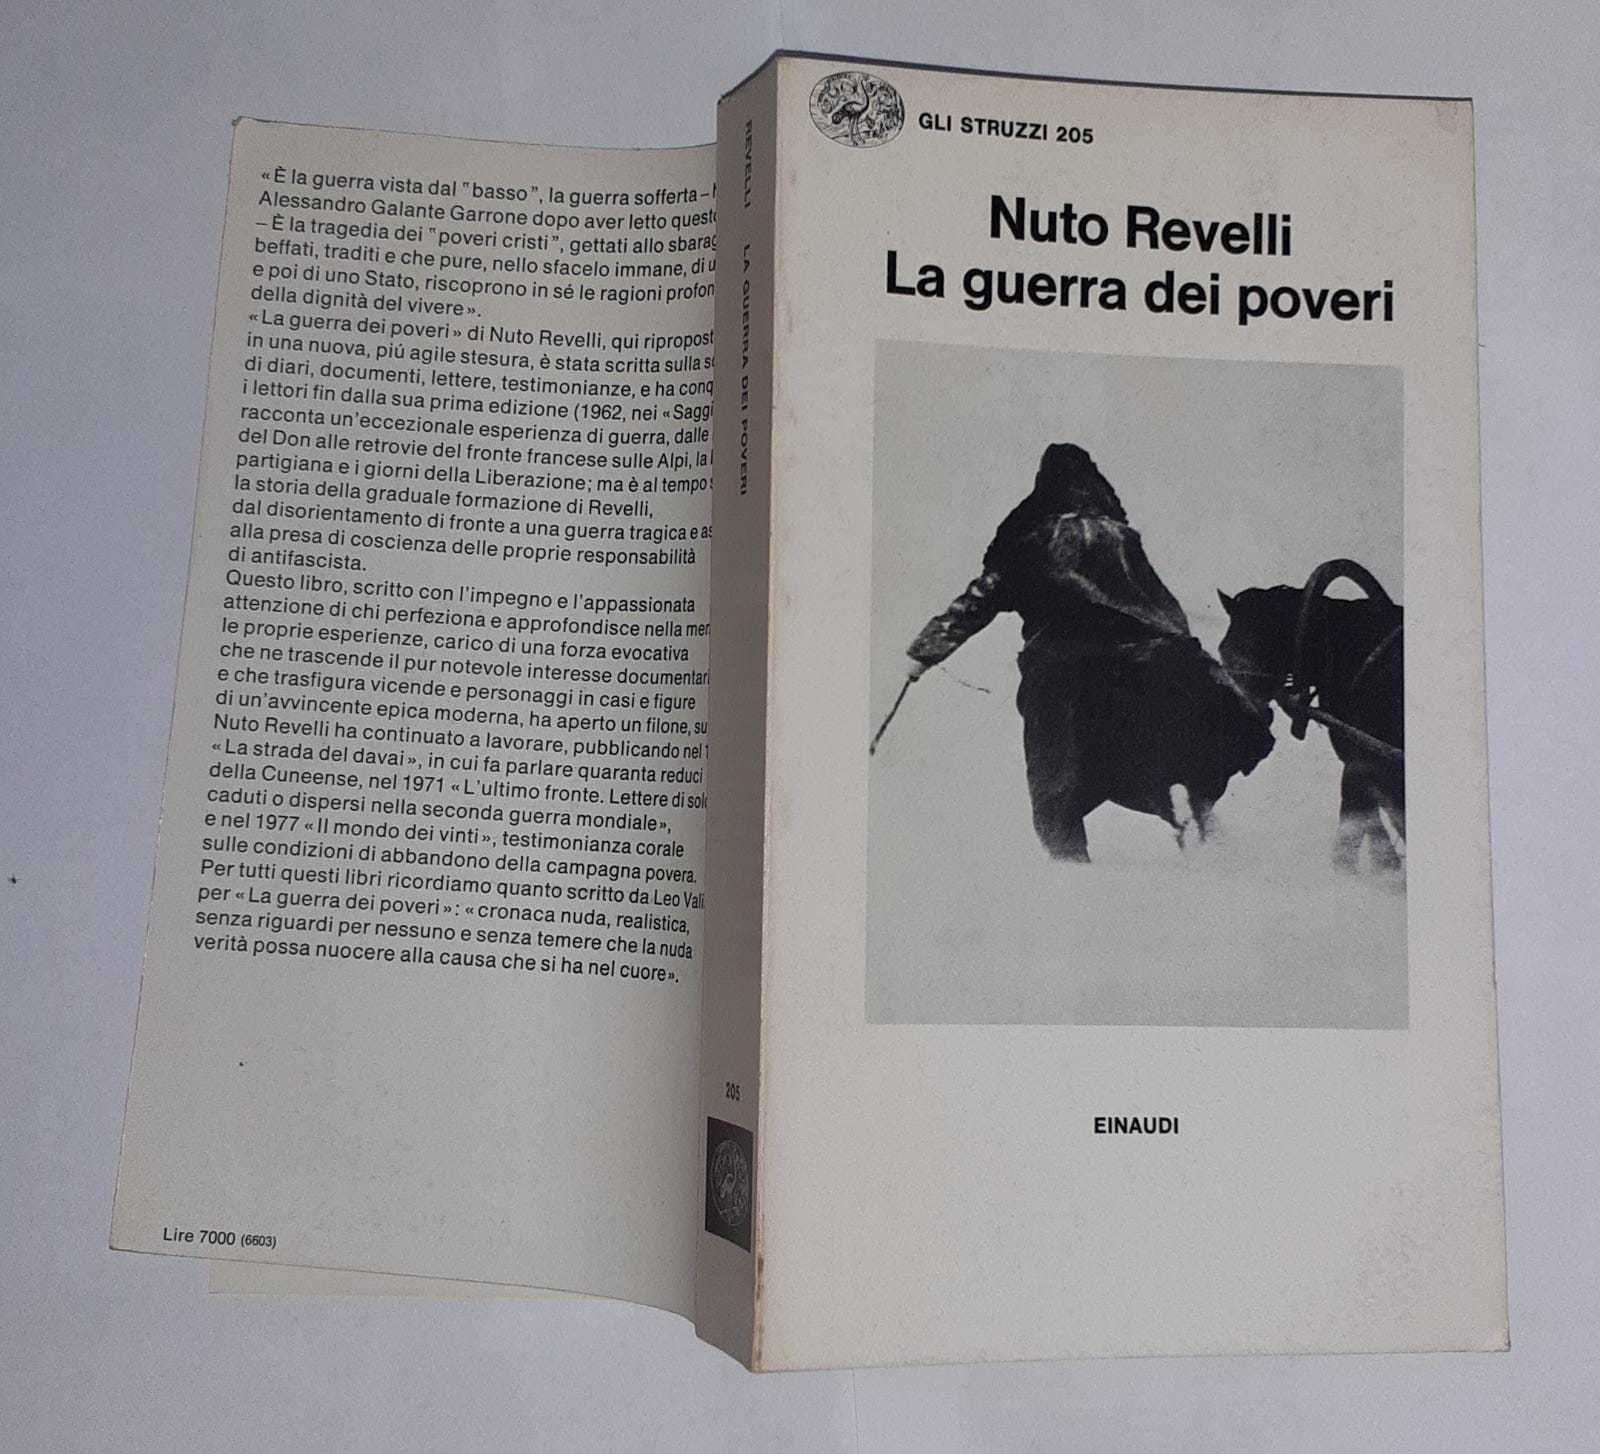 «È la guerra vista dal "basso", la guerra sofferta –
Alessandro Galante Garrone dopo aver letto
– È la tragedia dei "poveri cristi", gettati allo
beffati, traditi e che pure, nello sfacelo immane, di
e poi di uno Stato, riscoprono in sé le ragioni
della dignità del vivere».
«La guerra dei poveri» di Nuto Revelli, qui
in una nuova, piú agile stesura, è stata scritta sulla
di diari, documenti, lettere, testimonianze, e ha
i lettori fin dalla sua prima edizione (1962, nei «Saggi
racconta un'eccezionale esperienza di guerra, dalle
del Don alle retrovie del fronte francese sulle Alpi, la
partigiana e i giorni della Liberazione; ma è al tempo
la storia della graduale formazione di Revelli,
dal disorientamento di fronte a una guerra tragica e
alla presa di coscienza delle proprie responsabilità
di antifascista.
Questo libro, scritto con l'impegno e l'appassionata
attenzione di chi perfeziona e approfondisce nella
le proprie esperienze, carico di una forza evocativa
che ne trascende il pur notevole interesse
e che trasfigura vicende e personaggi in casi e figure
di un'avvincente epica moderna, ha aperto un filone,
Nuto Revelli ha continuato a lavorare, pubblicando nel
«La strada del davai», in cui fa parlare quaranta reduci
della Cuneense, nel 1971 «L'ultimo fronte. Lettere di
caduti o dispersi nella seconda guerra mondiale»,
e nel 1977 «Il mondo dei vinti», testimonianza corale
sulle condizioni di abbandono della campagna povera.
Per tutti questi libri ricordiamo quanto scritto da Leo
per «La guerra dei poveri»: «cronaca nuda, realistica,
senza riguardi per nessuno e senza temere che la nuda
verità possa nuocere alla causa che si ha nel cuore».
Lire 7000 (6603)
REVELLI LA GUERRA DEI POVERI
205
GLI STRUZZI 205
Nuto Revelli
La guerra dei poveri
EINAUDI